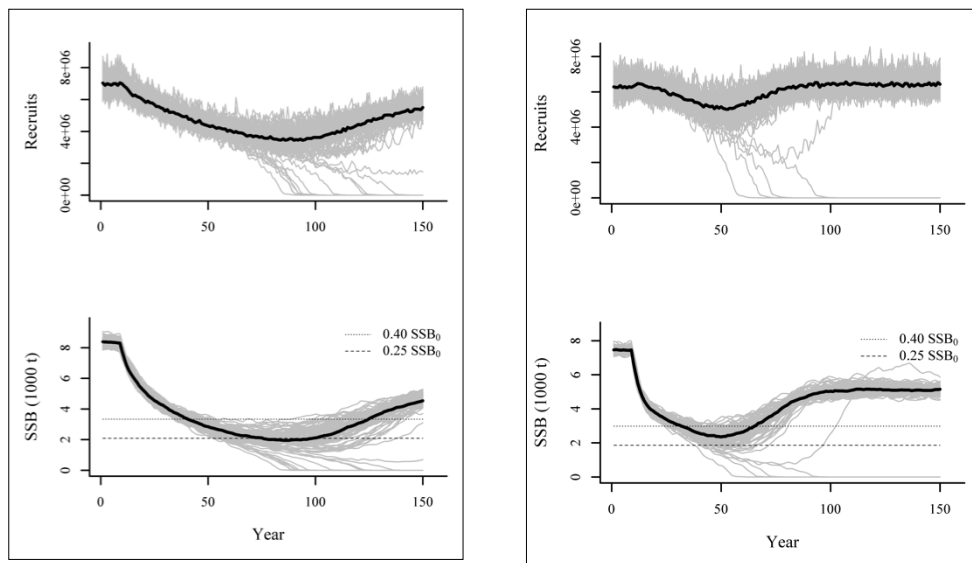 Recruits
8e+06
4e+06
0e+00
0 50 100 150
SSB (1000 t)
8
6
4
2
0
0.40 SSB₀
0.25 SSB₀
0 50 100 150
Year
Recruits
8e+06
4e+06
0e+00
0 50 100 150
SSB (1000 t)
8
6
4
2
0
0.40 SSB₀
0.25 SSB₀
0 50 100 150
Year